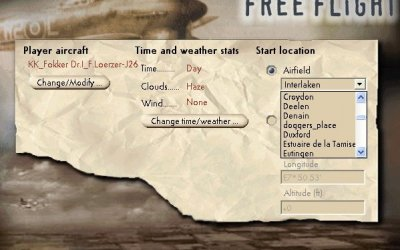 FREE FLIGHT
Player aircraft
KK_Fokker Dr.I_F.Loerzer-J26
Change/Modify ...
Time and weather stats
Time...... Day
Clouds...... Haze
Wind...... None
Change time/weather ...
Start location
Airfield
Interlaken
Croydon
Deelen
Denain
doggers_place
Duxford
Estuaire de la Tamise
Eutingen
Longitude
E7* 50 53'
Altitude (ft)